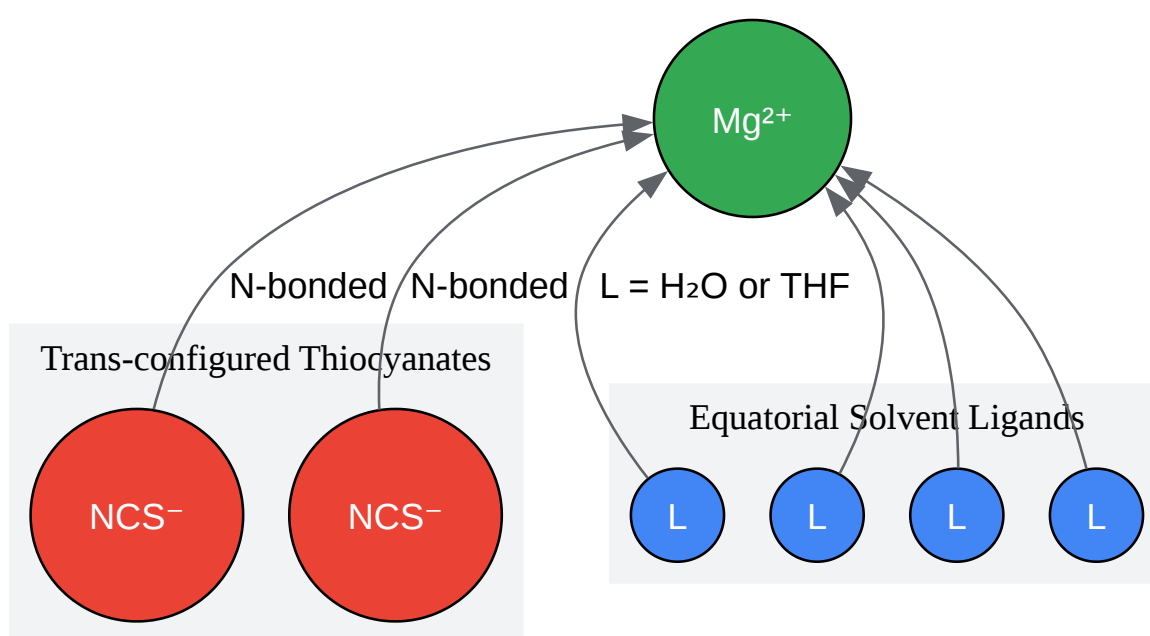 Mg²⁺
N-bonded
N-bonded
L = H₂O or THF
Trans-configured Thiocyanates
Equatorial Solvent Ligands
NCS⁻
NCS⁻
L
L
L
L